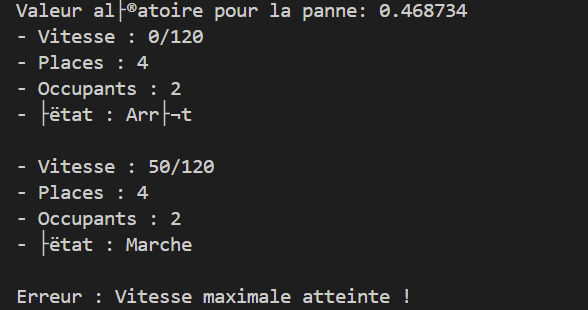 Valeur al├®atoire pour la panne: 0.468734
- Vitesse : 0/120
- Places : 4
- Occupants : 2
- ├ëtat : Arr├¬t
- Vitesse : 50/120
- Places : 4
- Occupants : 2
- ├ëtat : Marche
Erreur : Vitesse maximale atteinte !